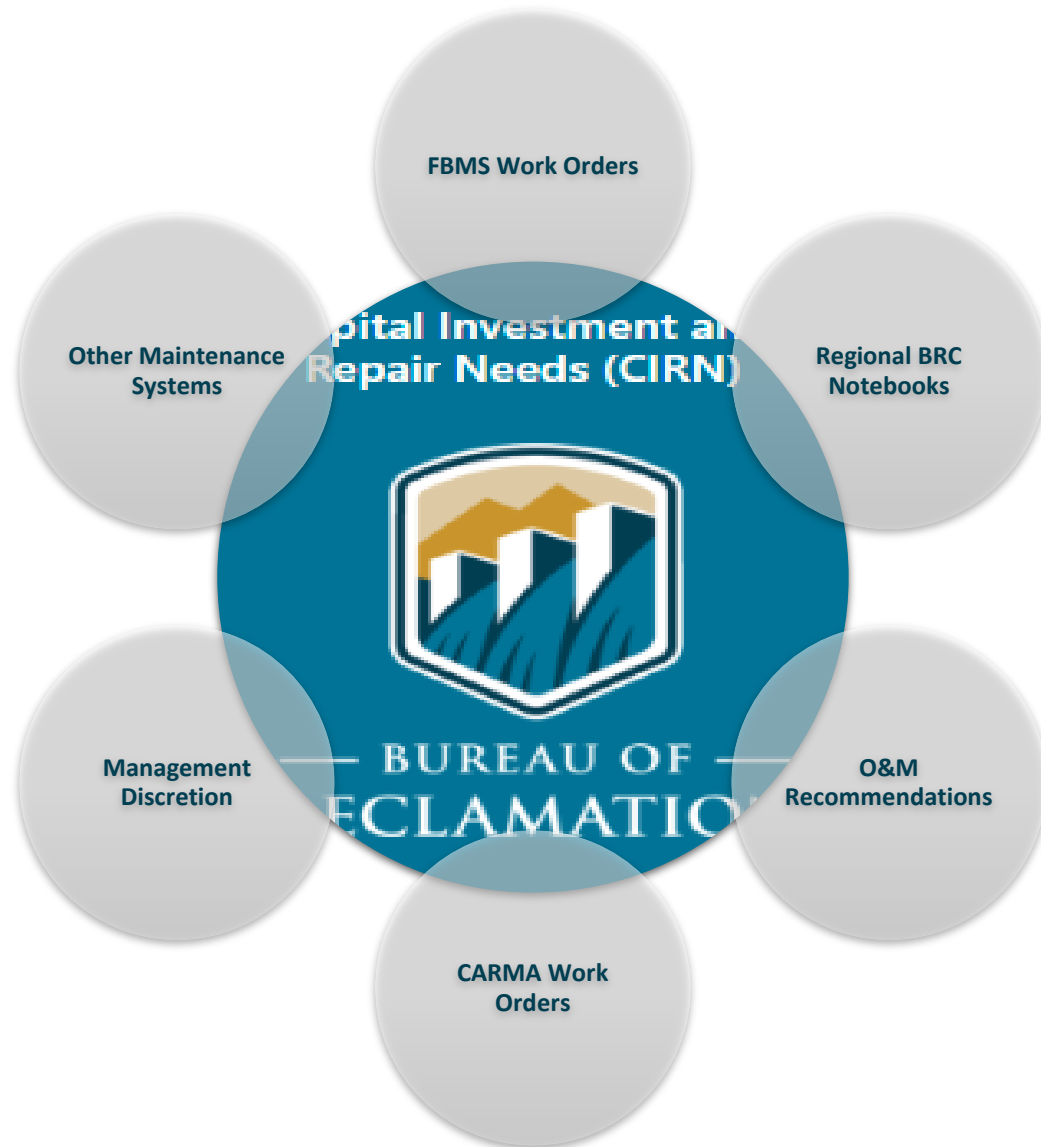 FBMS Work Orders
pital Investment an
Repair Needs (CIRN)
Other Maintenance
Systems
Regional BRC
Notebooks
BUREAU OF
ECLAMATIO
Management
Discretion
O&M
Recommendations
CARMA Work
Orders